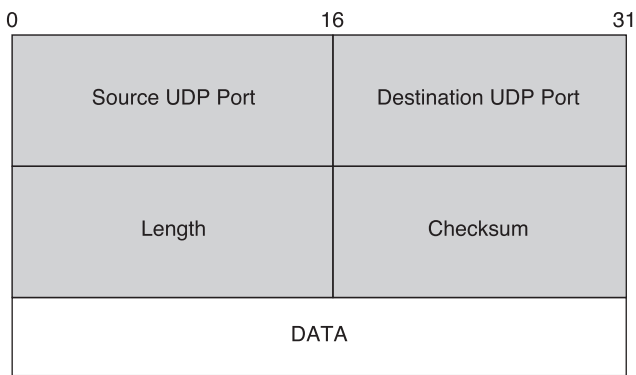 0 16 31
Source UDP Port Destination UDP Port
Length Checksum
DATA